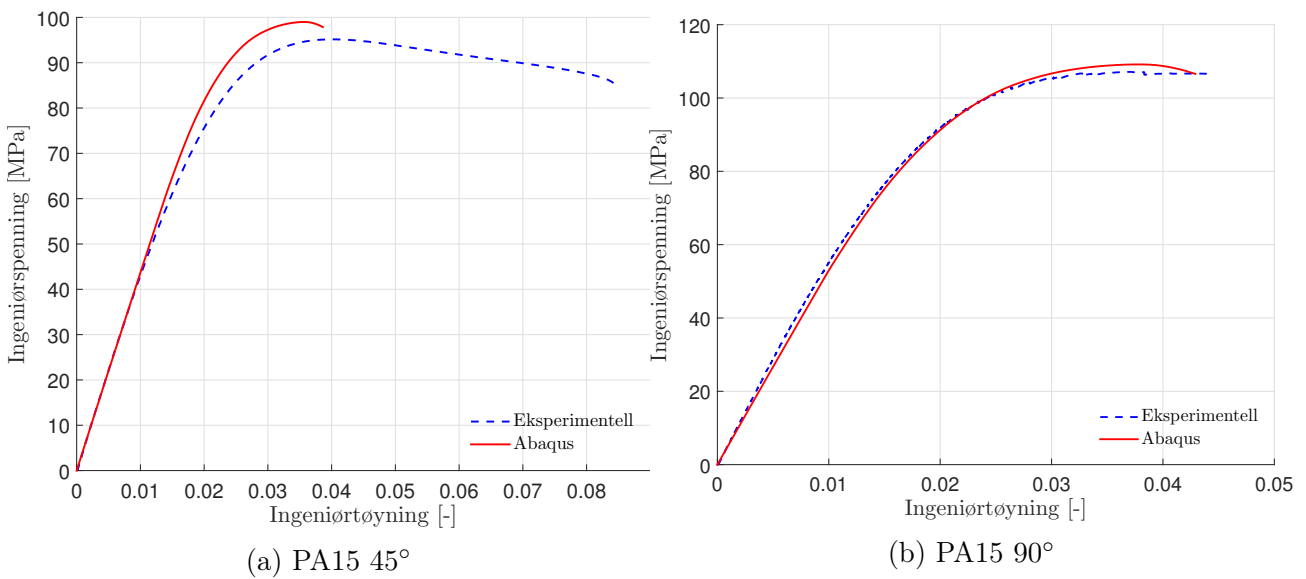 100
90
80
70
60
50
40
30
20
10
0
Ingeniørspenning [MPa]
Eksperimentell
Abaqus
0 0.01 0.02 0.03 0.04 0.05 0.06 0.07 0.08
Ingeniørtøyning [-]
(a) PA15 45°
120
100
80
60
40
20
0
Ingeniørspenning [MPa]
Eksperimentell
Abaqus
0 0.01 0.02 0.03 0.04 0.05
Ingeniørtøyning [-]
(b) PA15 90°